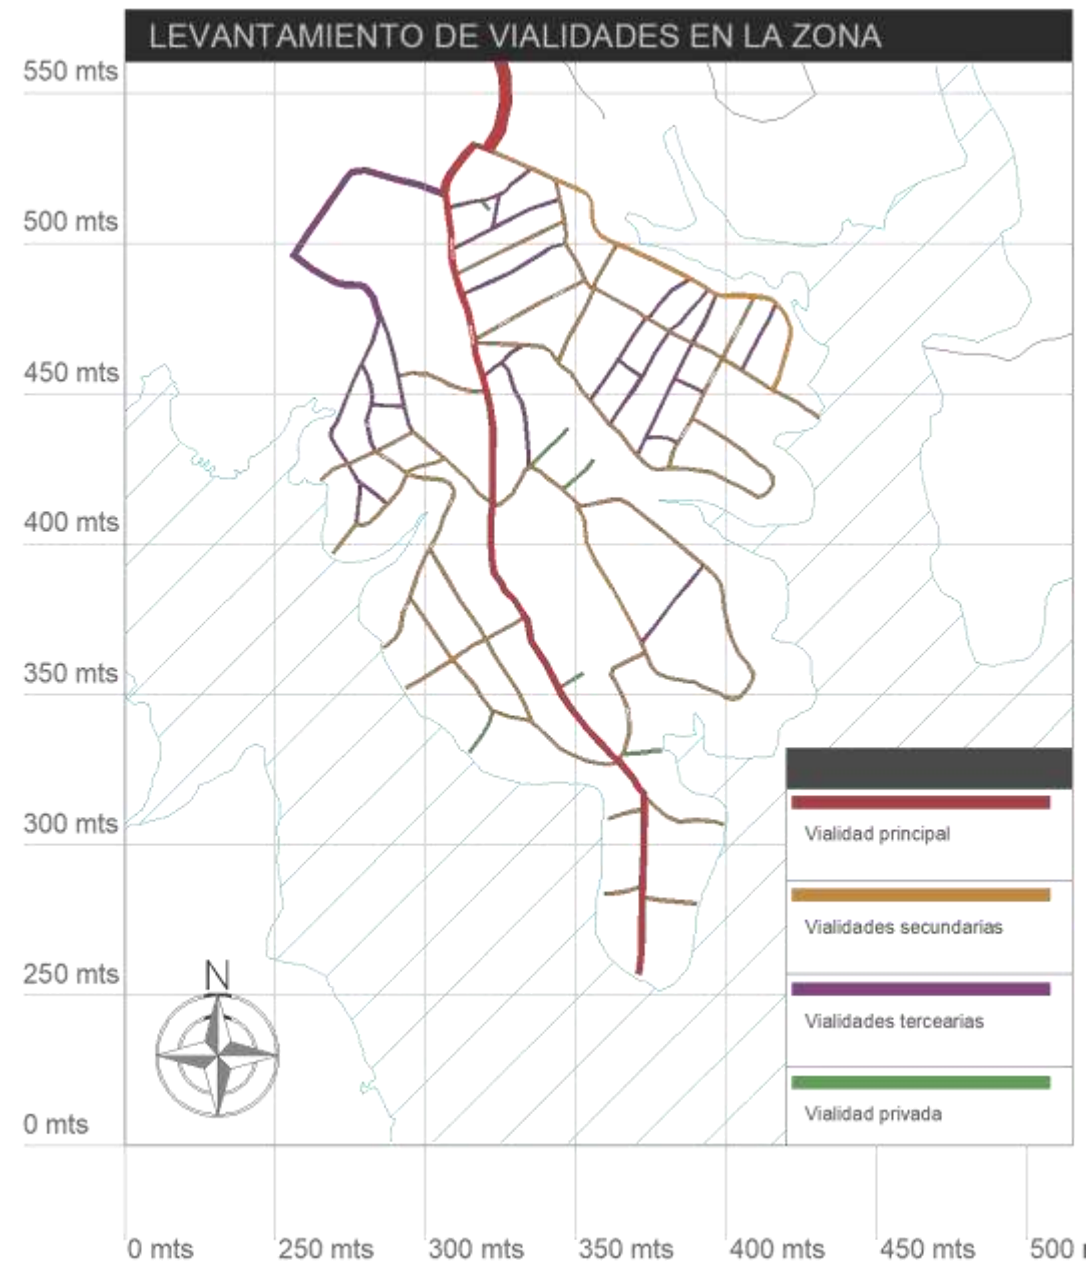 LEVANTAMIENTO DE VIALIDADES EN LA ZONA
550 mts
500 mts
450 mts
400 mts
350 mts
300 mts
250 mts
0 mts
Vialidad principal
Vialidades secundarias
Vialidades tercearias
Vialidad privada
N
0 mts 250 mts 300 mts 350 mts 400 mts 450 mts 500